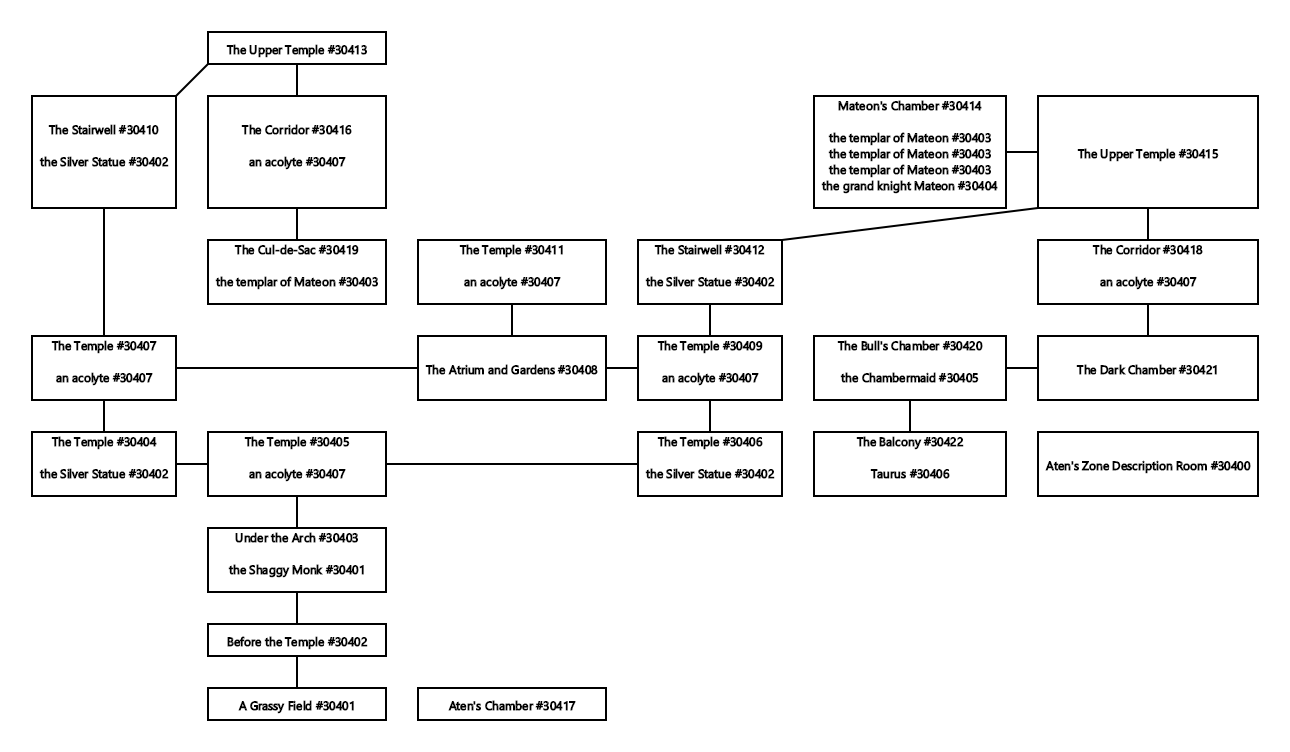 The Upper Temple #30413
The Stairwell #30410
the Silver Statue #30402
The Corridor #30416
an acolyte #30407
Mateon's Chamber #30414
the templar of Mateon #30403
the templar of Mateon #30403
the templar of Mateon #30403
the grand knight Mateon #30404
The Upper Temple #30415
The Cul-de-Sac #30419
the templar of Mateon #30403
The Temple #30411
an acolyte #30407
The Stairwell #30412
the Silver Statue #30402
The Corridor #30418
an acolyte #30407
The Temple #30407
an acolyte #30407
The Atrium and Gardens #30408
The Temple #30409
an acolyte #30407
The Bull's Chamber #30420
the Chambermaid #30405
The Dark Chamber #30421
The Temple #30404
the Silver Statue #30402
The Temple #30405
an acolyte #30407
The Temple #30406
the Silver Statue #30402
The Balcony #30422
Taurus #30406
Aten's Zone Description Room #30400
Under the Arch #30403
the Shaggy Monk #30401
Before the Temple #30402
A Grassy Field #30401
Aten's Chamber #30417